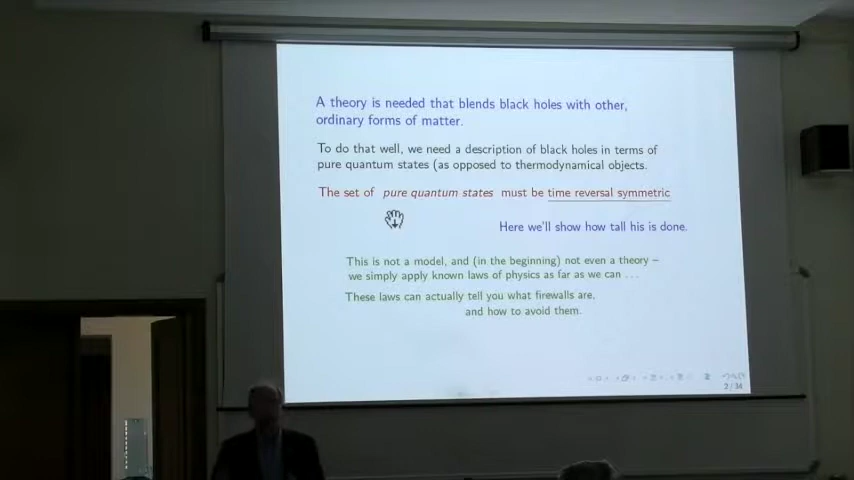 A theory is needed that blends black holes with other,
ordinary forms of matter.
To do that well, we need a description of black holes in terms of
pure quantum states (as opposed to thermodynamical objects.
The set of pure quantum states must be time reversal symmetric
Here we'll show how tall his is done.
This is not a model, and (in the beginning) not even a theory –
we simply apply known laws of physics as far as we can ...
These laws can actually tell you what firewalls are,
and how to avoid them.
2 / 34